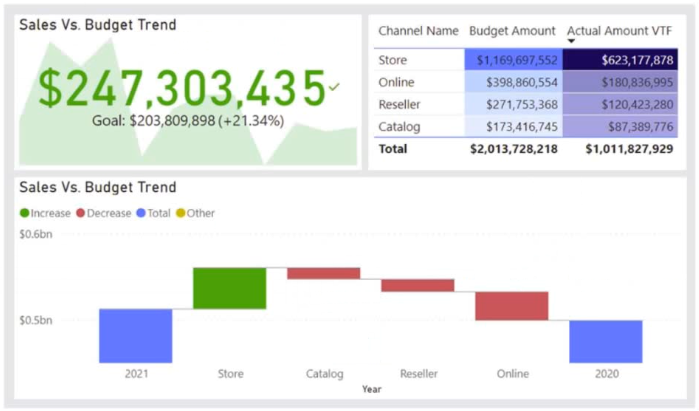 Sales Vs. Budget Trend
$247,303,435
Goal: $203,809,898 (+21.34%)
Channel Name Budget Amount Actual Amount VTF
Store $1,169,697,552 $623,177,878
Online $398,860,554 $180,836,995
Reseller $271,753,368 $120,423,280
Catalog $173,416,745 $87,389,776
Total $2,013,728,218 $1,011,827,929
Sales Vs. Budget Trend
Increase Decrease Total Other
$0.6bn
$0.5bn
2021 Store Catalog Reseller Online 2020
Year